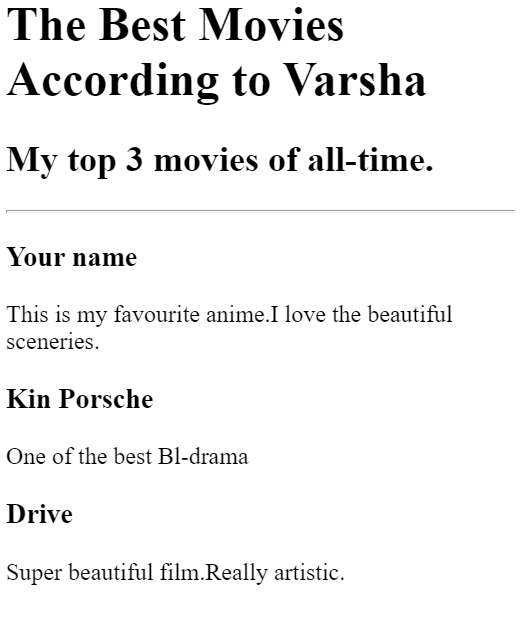 The Best Movies
According to Varsha
My top 3 movies of all-time.
Your name
This is my favourite anime.I love the beautiful
sceneries.
Kin Porsche
One of the best Bl-drama
Drive
Super beautiful film.Really artistic.